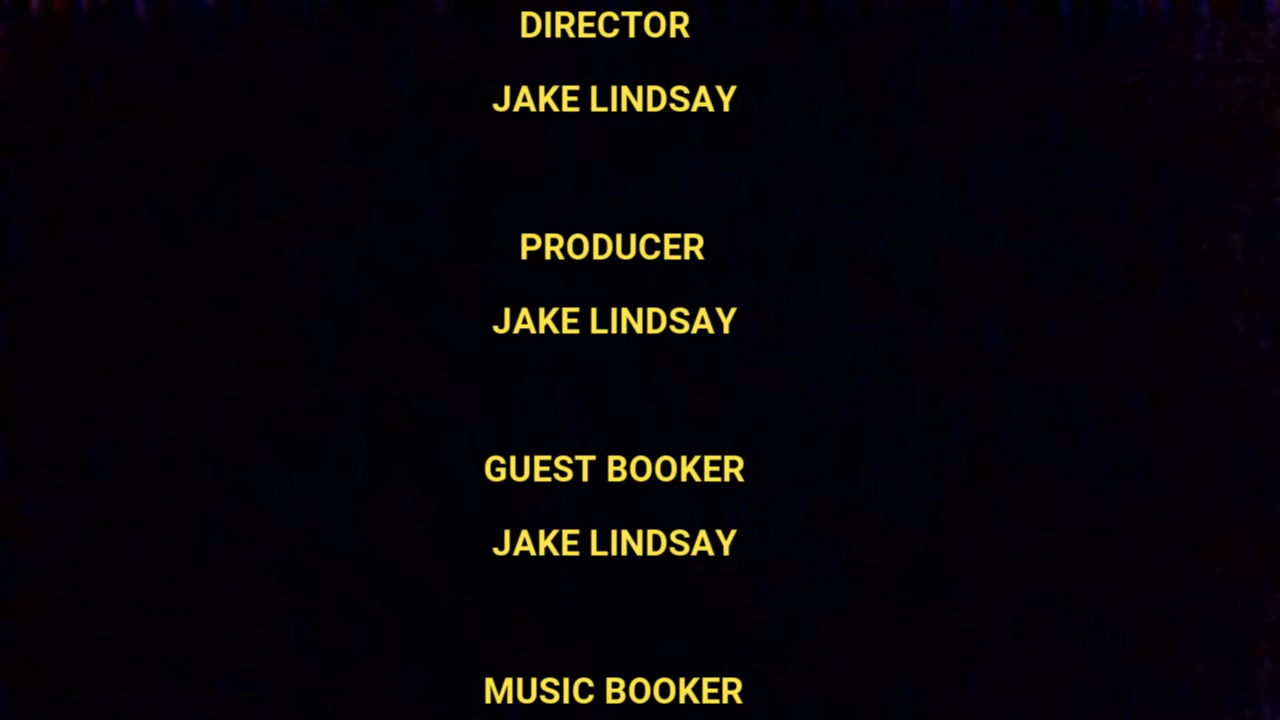 DIRECTOR
JAKE LINDSAY
PRODUCER
JAKE LINDSAY
GUEST BOOKER
JAKE LINDSAY
MUSIC BOOKER